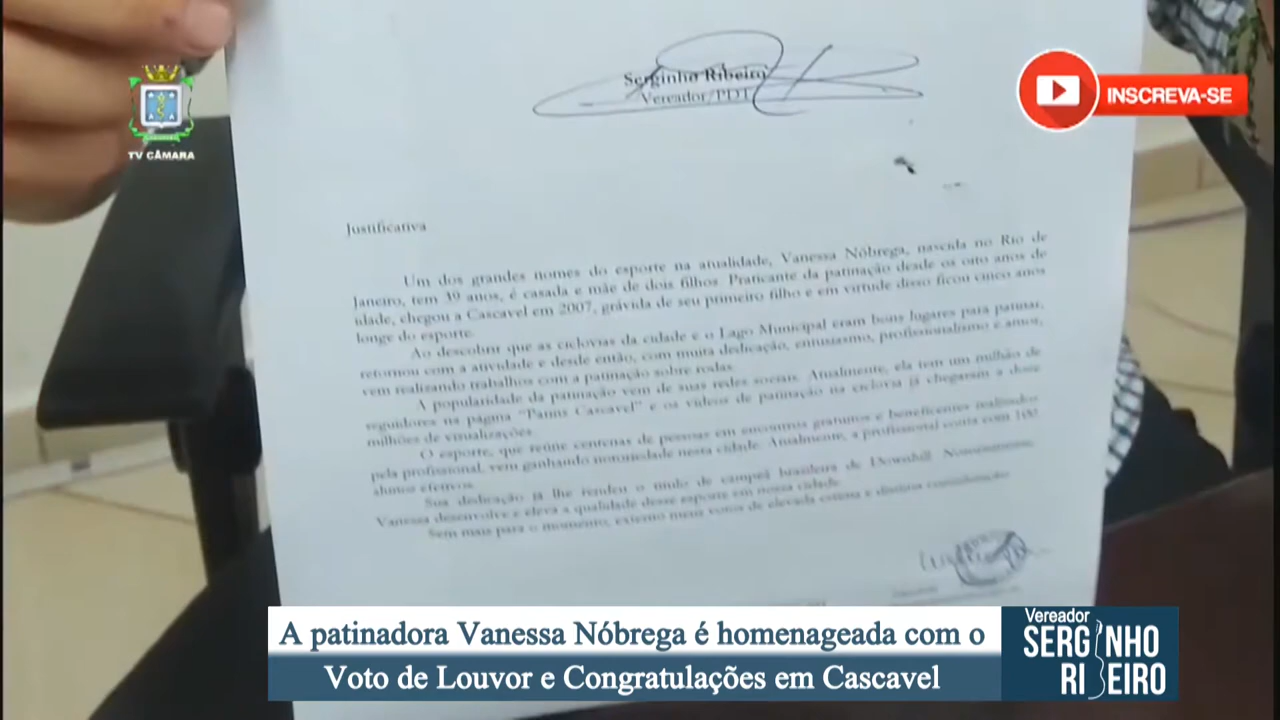 Serginho Ribeiro
Vereador/PDT
TV CÂMARA
INSCREVA-SE
Justificativa
Um dos grandes nomes do esporte na atualidade, Vanessa Nóbrega, nascida no Rio de
Janeiro, tem 39 anos, é casada e mãe de dois filhos. Praticante da patinação desde os oito anos de
idade, chegou a Cascavel em 2007, grávida de seu primeiro filho e em virtude disso ficou cinco anos
longe do esporte.
Ao descobrir que as ciclovias da cidade e o Lago Municipal eram bons lugares para patinar,
retornou com a atividade e desde então, com muita dedicação, entusiasmo, profissionalismo e amor,
vem realizando trabalhos com a patinação sobre rodas.
A popularidade da patinação vem de suas redes sociais. Atualmente, ela tem um milhão de
seguidores na página “Patins Cascavel” e os vídeos de patinação na ciclovia já chegaram a doze
milhões de visualizações.
O esporte, que reúne centenas de pessoas em encontros gratuitos e beneficentes realizados
pela profissional, vem ganhando notoriedade nesta cidade. Atualmente, a profissional conta com
alunos efetivos.
Sua dedicação já lhe rendeu o título de campeã brasileira de Downhill.
Vanessa desenvolve e eleva a qualidade desse esporte em nossa cidade.
Sem mais para o momento, externo meus votos de elevada estima e distinta consideração.
A patinadora Vanessa Nóbrega é homenageada com o
Voto de Louvor e Congratulações em Cascavel
Vereador
SERGINHO
RIBEIRO